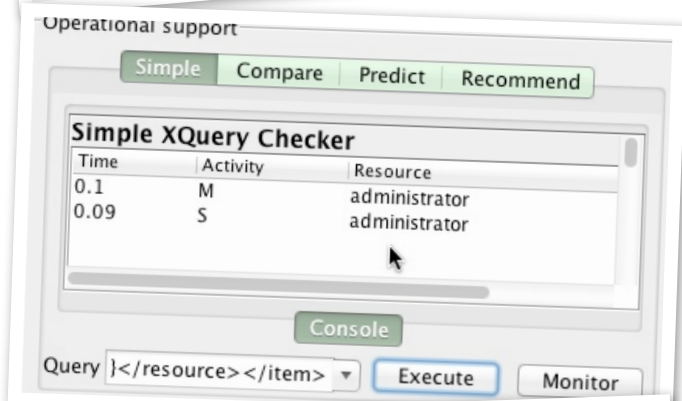 Operational support
Simple Compare Predict Recommend
Simple XQuery Checker
Time Activity Resource
0.1 M administrator
0.09 S administrator
Console
Query }</resource></item> Execute Monitor